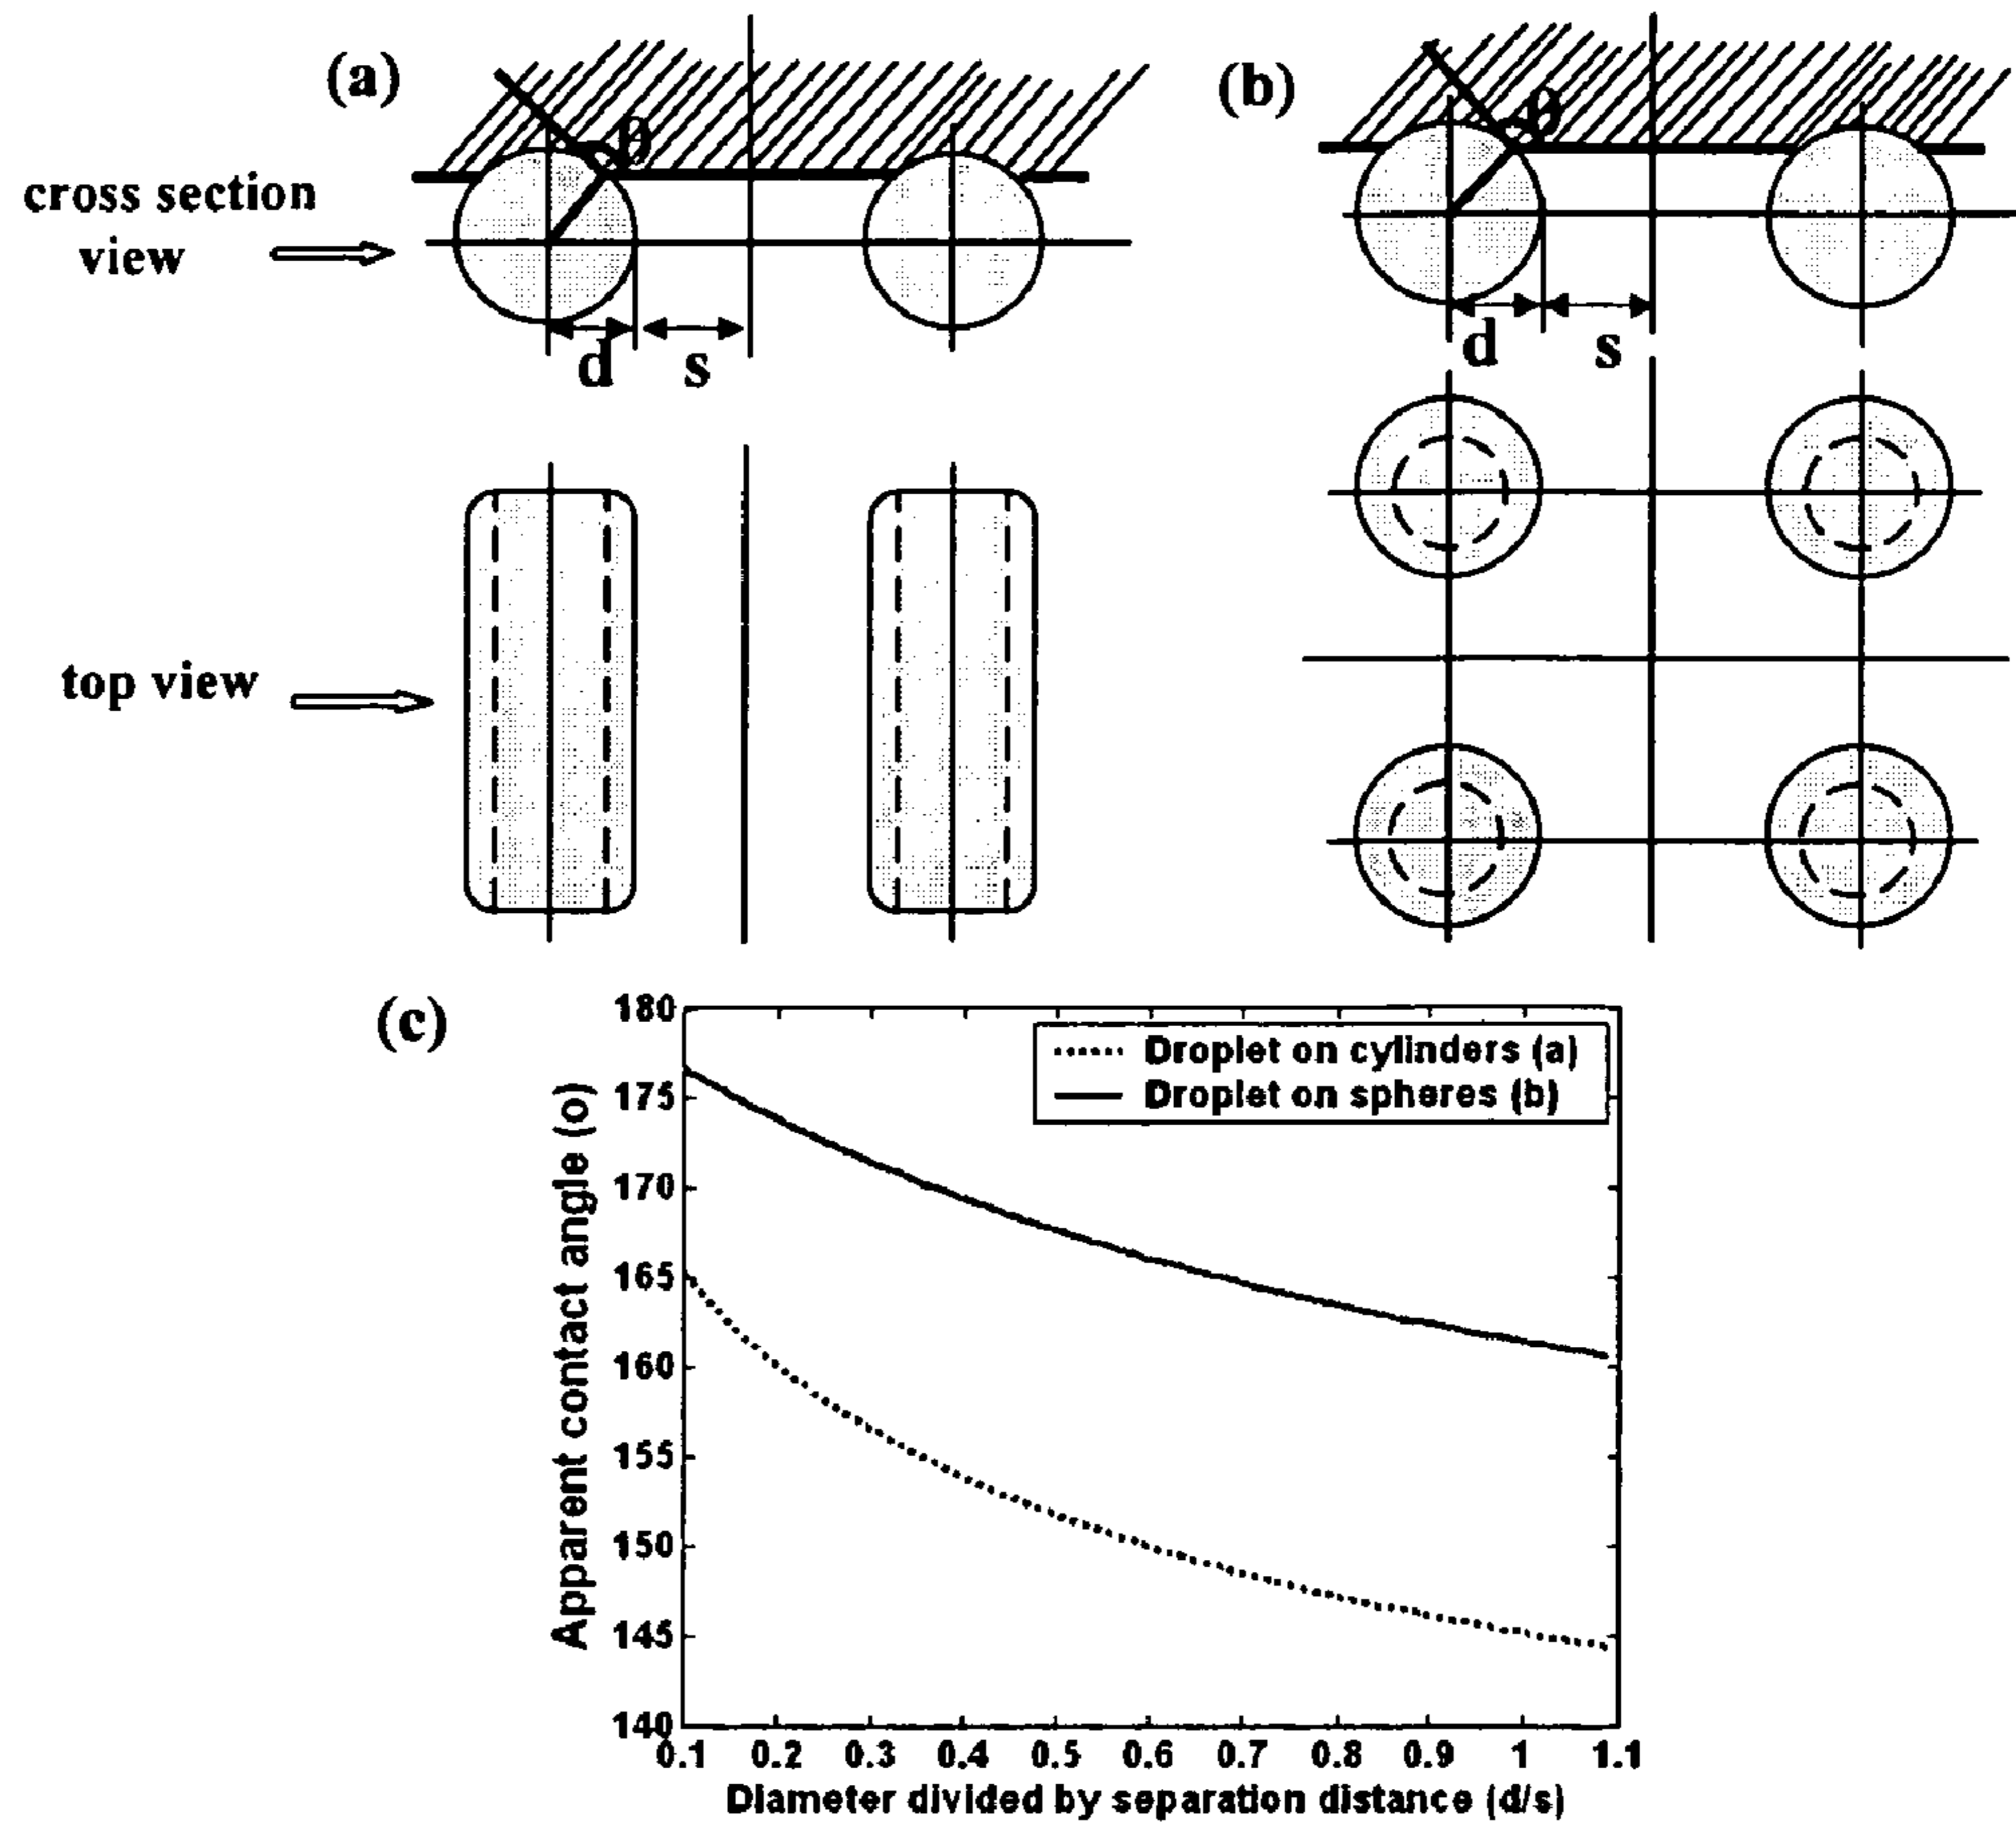 (a)
(b)
θ
θ
cross section
view
d
s
d
s
top view
(c)
Apparent contact angle (o)
180
175
170
165
160
155
150
145
140
Droplet on cylinders (a)
Droplet on spheres (b)
0.1 0.2 0.3 0.4 0.5 0.6 0.7 0.8 0.9 1 1.1
Diameter divided by separation distance (d/s)